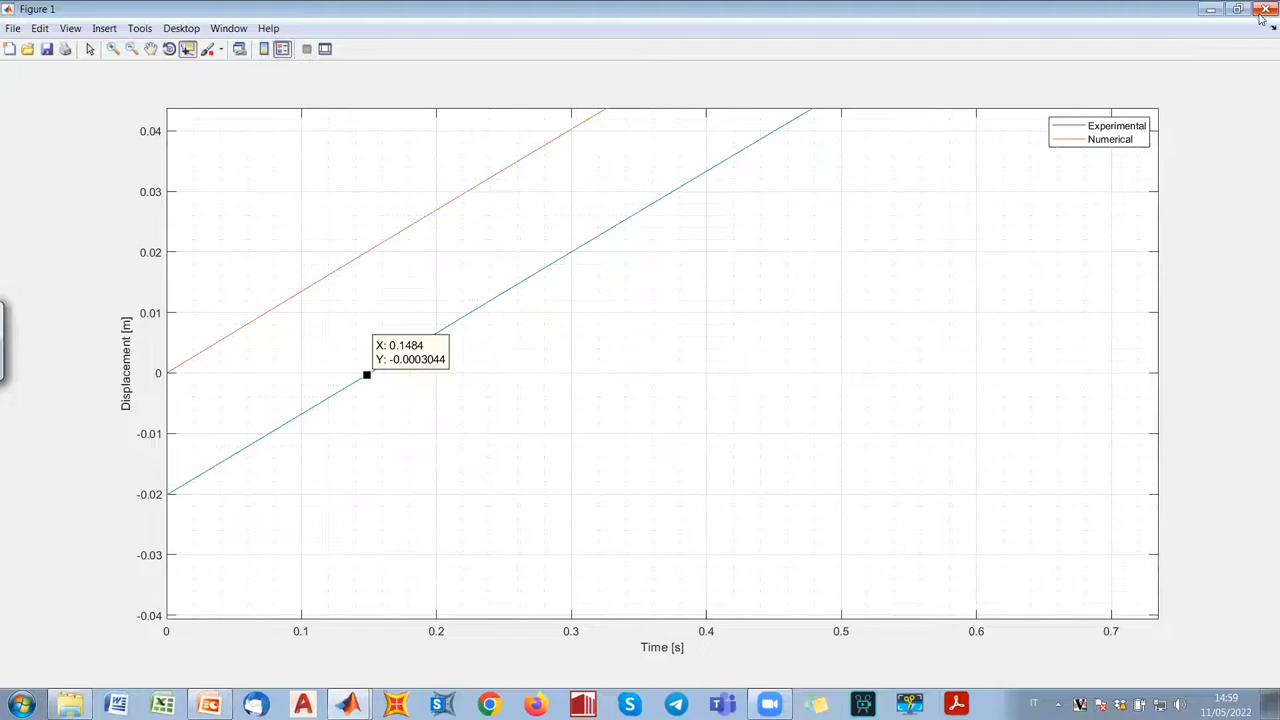 Figure 1
File Edit View Insert Tools Desktop Window Help
0.04
0.03
0.02
0.01
0
-0.01
-0.02
-0.03
-0.04
Displacement [m]
Experimental
Numerical
X: 0.1484
Y: -0.0003044
0 0.1 0.2 0.3 0.4 0.5 0.6 0.7
Time [s]
IT
14:59
11/05/2022